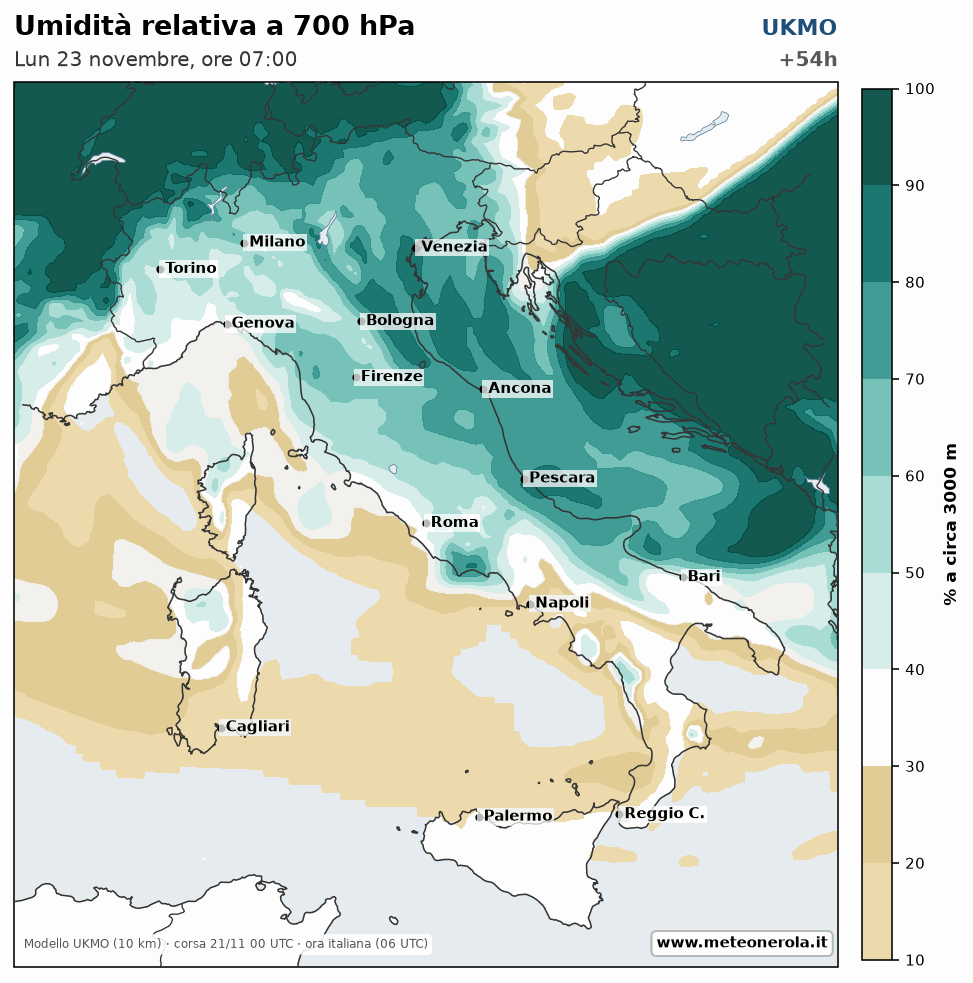 Umidità relativa a 700 hPa
UKMO
Lun 23 novembre, ore 07:00
+54h
100
90
80
70
60
50
40
30
20
10
% a circa 3000 m
Milano
Venezia
Torino
Genova
Bologna
Firenze
Ancona
Pescara
Roma
Bari
Napoli
Cagliari
Palermo
Reggio C.
Modello UKMO (10 km) · corsa 21/11 00 UTC · ora italiana (06 UTC)
www.meteonerola.it